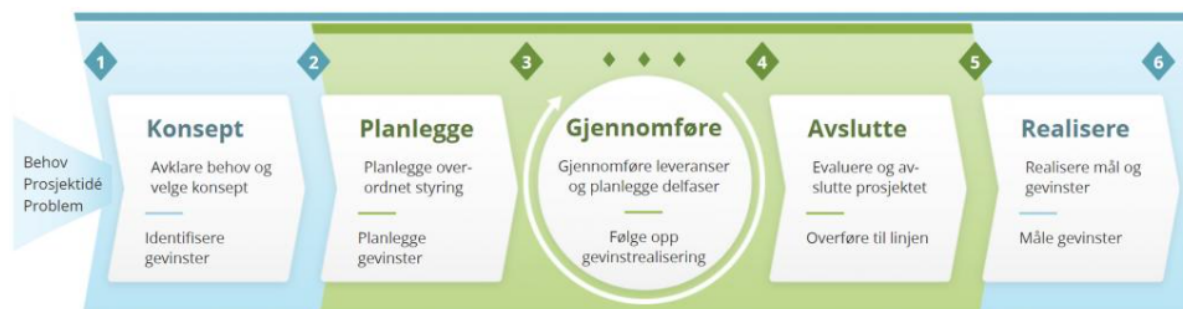 1
2
3
4
5
6
Behov
Prosjektidé
Problem
Konsept
Avklare behov og
velge konsept
Identifisere
gevinster
Planlegge
Planlegge over-
ordnet styring
Planlegge
gevinster
Gjennomføre
Gjennomføre leveranser
og planlegge delfaser
Følge opp
gevinstrealisering
Avslutte
Evaluere og av-
slutte prosjektet
Overføre til linjen
Realisere
Realisere mål og
gevinster
Måle gevinster